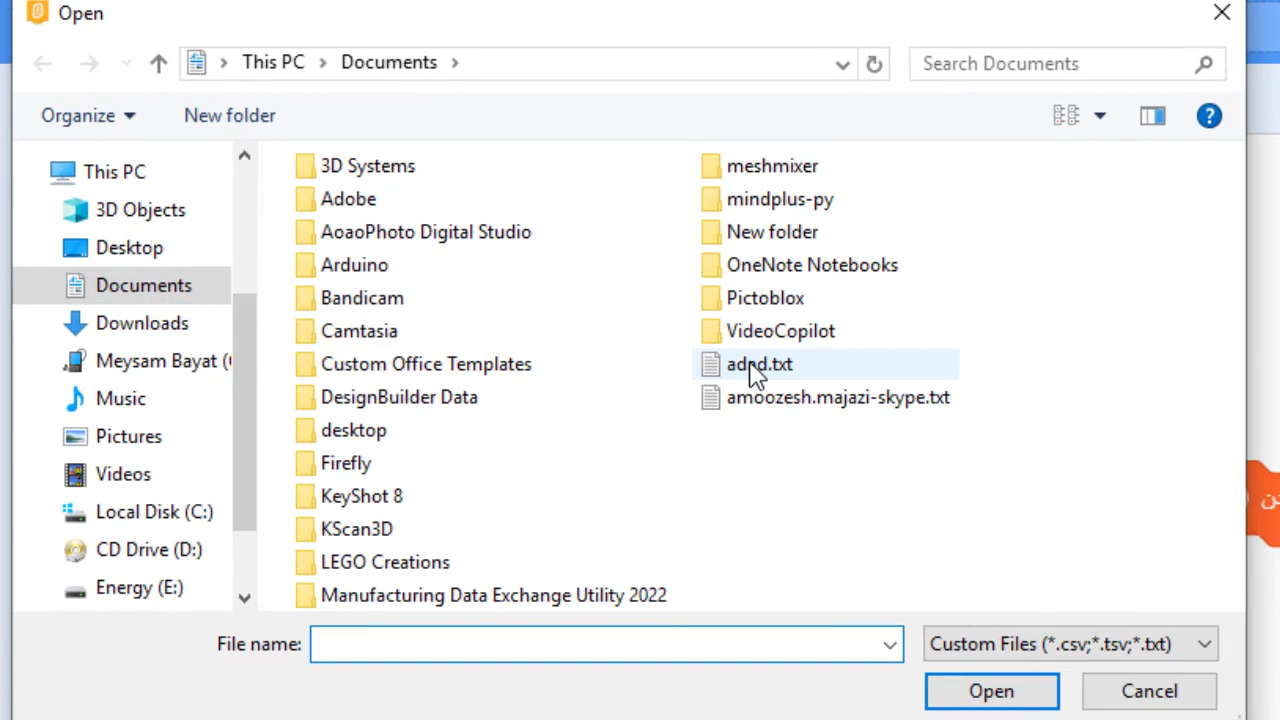 Open
This PC
Documents
Search Documents
Organize
New folder
This PC
3D Objects
Desktop
Documents
Downloads
Meysam Bayat (
Music
Pictures
Videos
Local Disk (C:)
CD Drive (D:)
Energy (E:)
3D Systems
Adobe
AoaoPhoto Digital Studio
Arduino
Bandicam
Camtasia
Custom Office Templates
DesignBuilder Data
desktop
Firefly
KeyShot 8
KScan3D
LEGO Creations
Manufacturing Data Exchange Utility 2022
meshmixer
mindplus-py
New folder
OneNote Notebooks
Pictoblox
VideoCopilot
amoozesh.majazi-skype.txt
File name:
Custom Files (*.csv;*.tsv;*.txt)
Open
Cancel